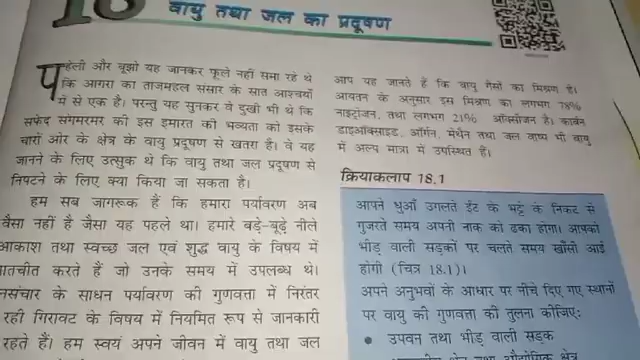 18
वायु तथा जल का प्रदूषण
पहेली और बूझो यह जानकर फूले नहीं समा रहे थे
कि आगरा का ताजमहल संसार के सात आश्चर्यों
में से एक है। परन्तु यह सुनकर वे दुखी भी थे कि
सफेद संगमरमर की इस इमारत की भव्यता को इसके
चारों ओर के क्षेत्र के वायु प्रदूषण से खतरा है। वे यह
जानने के लिए उत्सुक थे कि वायु तथा जल प्रदूषण से
निपटने के लिए क्या किया जा सकता है।
हम सब जागरूक हैं कि हमारा पर्यावरण अब
वैसा नहीं है जैसा यह पहले था। हमारे बड़े-बूढ़े नीले
आकाश तथा स्वच्छ जल एवं शुद्ध वायु के विषय में
बातचीत करते हैं जो उनके समय में उपलब्ध थे।
जनसंचार के साधन पर्यावरण की गुणवत्ता में निरंतर
रही गिरावट के विषय में नियमित रूप से जानकारी
रहते हैं। हम स्वयं अपने जीवन में वायु तथा जल
आप यह जानते हैं कि वायु गैसों का मिश्रण है।
आयतन के अनुसार इस मिश्रण का लगभग 78%
नाइट्रोजन, तथा लगभग 21% ऑक्सीजन है। कार्बन
डाइऑक्साइड, ऑर्गन, मेथैन तथा जल वाष्प भी वायु
में अल्प मात्रा में उपस्थित हैं।
क्रियाकलाप 18.1
आपने धुआँ उगलते ईंट के भट्टे के निकट से
गुजरते समय अपनी नाक को ढका होगा। आपको
भीड़ वाली सड़कों पर चलते समय खाँसी आई
होगी (चित्र 18.1)।
अपने अनुभवों के आधार पर नीचे दिए गए स्थानों
पर वायु की गुणवत्ता की तुलना कीजिए:
● उपवन तथा भीड़ वाली सड़क